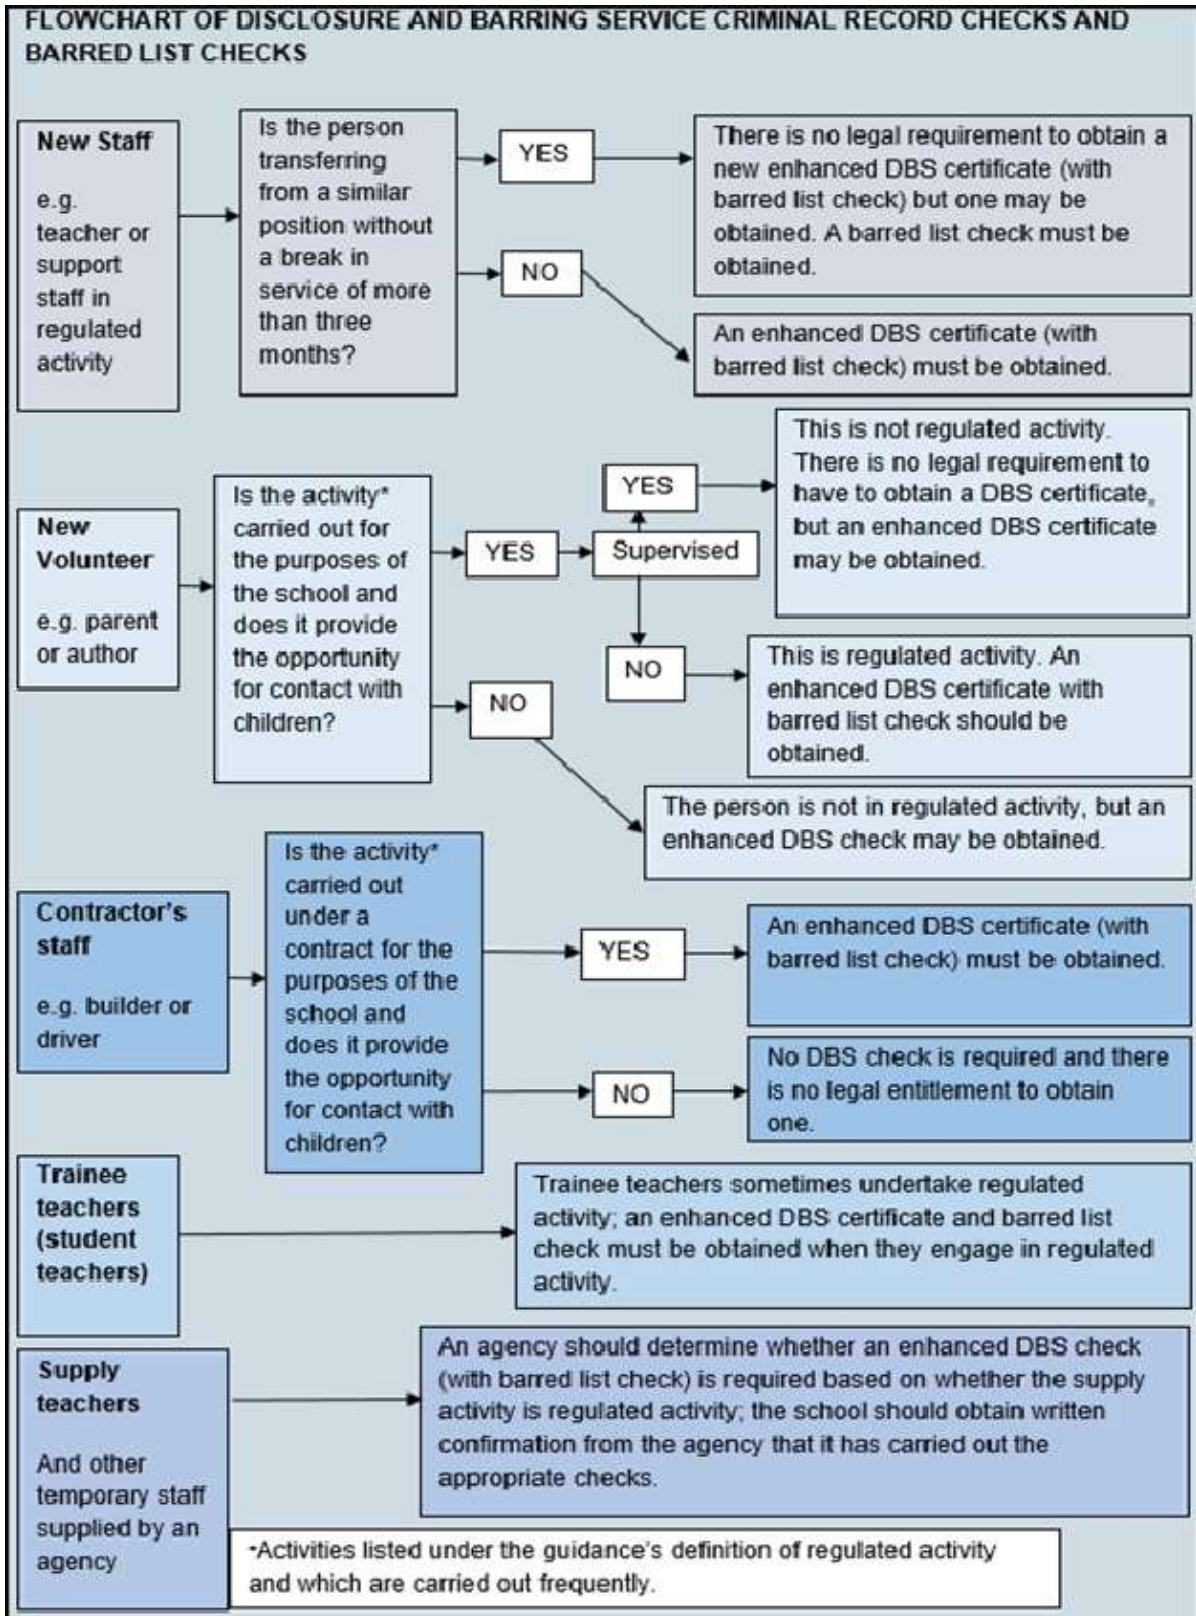 FLOWCHART OF DISCLOSURE AND BARRING SERVICE CRIMINAL RECORD CHECKS AND
BARRED LIST CHECKS
New Staff
e.g.
teacher or
support
staff in
regulated
activity
Is the person
transferring
from a similar
position without
a break in
service of more
than three
months?
YES
There is no legal requirement to obtain a
new enhanced DBS certificate (with
barred list check) but one may be
obtained. A barred list check must be
obtained.
NO
An enhanced DBS certificate (with
barred list check) must be obtained.
New
Volunteer
e.g. parent
or author
Is the activity*
carried out for
the purposes of
the school and
does it provide
the opportunity
for contact with
children?
YES
Supervised
YES
This is not regulated activity.
There is no legal requirement to
have to obtain a DBS certificate,
but an enhanced DBS certificate
may be obtained.
NO
This is regulated activity. An
enhanced DBS certificate with
barred list check should be
obtained.
NO
The person is not in regulated activity, but an
enhanced DBS check may be obtained.
Contractor's
staff
e.g. builder or
driver
Is the activity*
carried out
under a
contract for the
purposes of the
school and
does it provide
the opportunity
for contact with
children?
YES
An enhanced DBS certificate (with
barred list check) must be obtained.
NO
No DBS check is required and there
is no legal entitlement to obtain
one.
Trainee
teachers
(student
teachers)
Trainee teachers sometimes undertake regulated
activity; an enhanced DBS certificate and barred list
check must be obtained when they engage in regulated
activity.
Supply
teachers
And other
temporary staff
supplied by an
agency
An agency should determine whether an enhanced DBS check
(with barred list check) is required based on whether the supply
activity is regulated activity; the school should obtain written
confirmation from the agency that it has carried out the
appropriate checks.
*Activities listed under the guidance's definition of regulated activity
and which are carried out frequently.